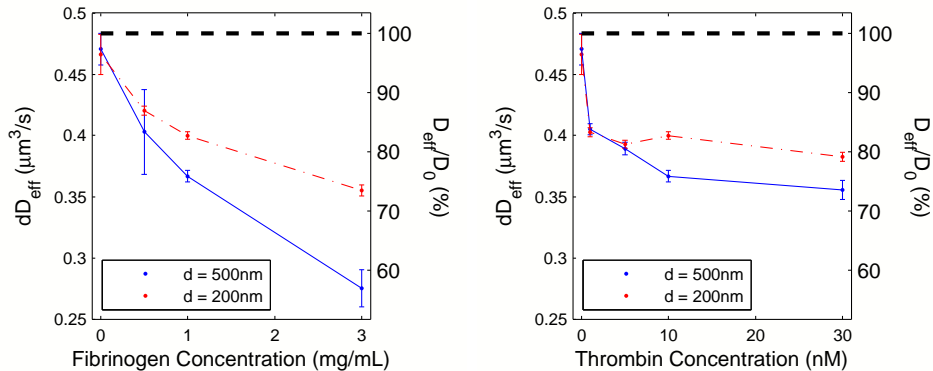 0.5
0.45
0.4
0.35
0.3
0.25
dD_eff (μm³/s)
100
90
80
70
60
D_eff/D_0 (%)
d = 500nm
d = 200nm
0 1 2 3
Fibrinogen Concentration (mg/mL)
0.5
0.45
0.4
0.35
0.3
0.25
dD_eff (μm³/s)
100
90
80
70
60
D_eff/D_0 (%)
d = 500nm
d = 200nm
0 10 20 30
Thrombin Concentration (nM)